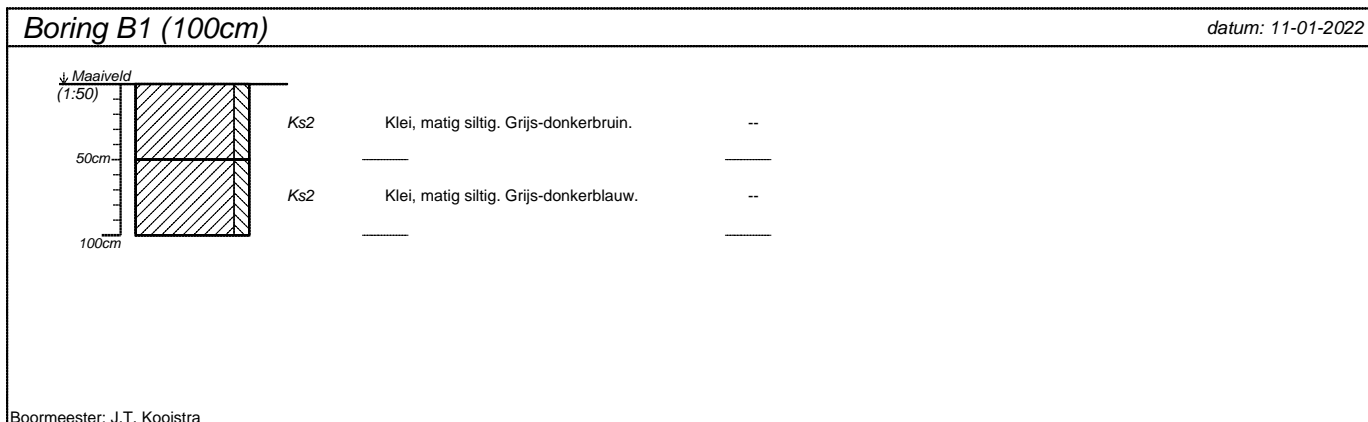 Boring B1 (100cm) datum: 11-01-2022
Maaiveld
(1:50)
Ks2 Klei, matig siltig. Grijs-donkerbruin. --
50cm
Ks2 Klei, matig siltig. Grijs-donkerblauw. --
100cm
Boormeester: J.T. Kooistra